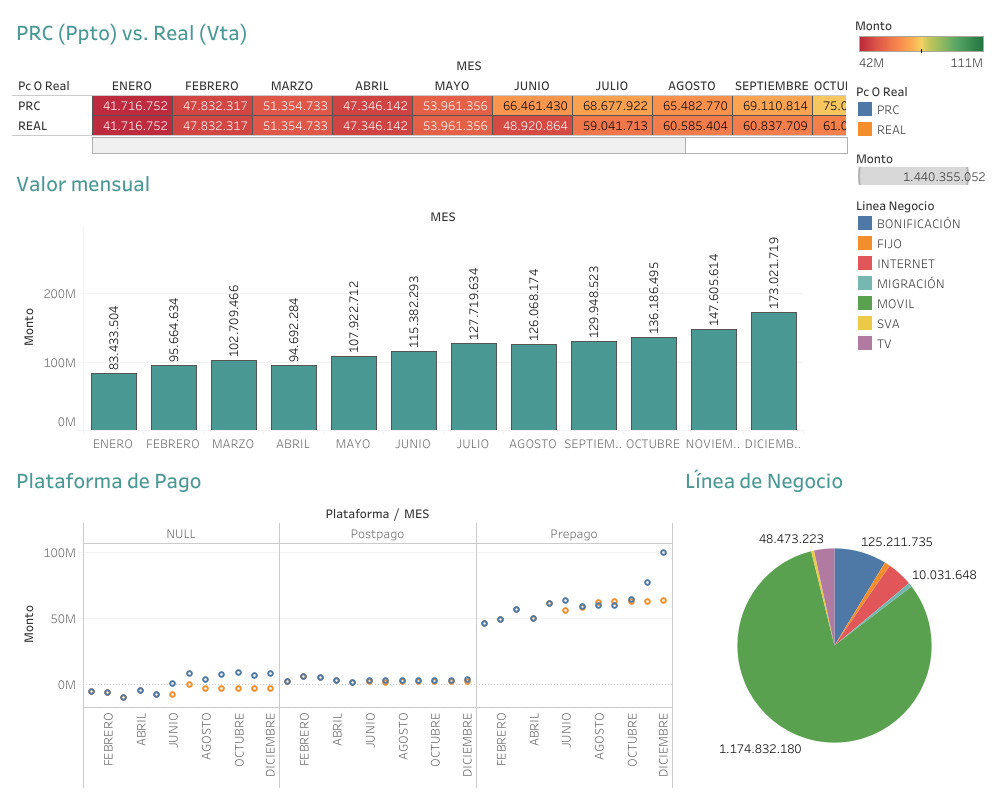 PRC (Ppto) vs. Real (Vta)
MES
Pc O Real ENERO FEBRERO MARZO ABRIL MAYO JUNIO JULIO AGOSTO SEPTIEMBRE OCTU
PRC 41.716.752 47.832.317 51.354.733 47.346.142 53.961.356 66.461.430 68.677.922 65.482.770 69.110.814 75.0
REAL 41.716.752 47.832.317 51.354.733 47.346.142 53.961.356 48.920.864 59.041.713 60.585.404 60.837.709 61.0
Monto
42M 111M
Pc O Real
PRC
REAL
Monto
1.440.355.052
Linea Negocio
BONIFICACIÓN
FIJO
INTERNET
MIGRACIÓN
MOVIL
SVA
TV
Valor mensual
MES
Monto
200M
100M
0M
83.433.504 95.664.634 102.709.466 94.692.284 107.922.712 115.382.293 127.719.634 126.068.174 129.948.523 136.186.495 147.605.614 173.021.719
ENERO FEBRERO MARZO ABRIL MAYO JUNIO JULIO AGOSTO SEPTIEM.. OCTUBRE NOVIEM.. DICIEMB..
Plataforma de Pago
Plataforma / MES
NULL Postpago Prepago
Monto
100M
50M
0M
FEBRERO ABRIL JUNIO AGOSTO OCTUBRE DICIEMBRE FEBRERO ABRIL JUNIO AGOSTO OCTUBRE DICIEMBRE FEBRERO ABRIL JUNIO AGOSTO OCTUBRE DICIEMBRE
Línea de Negocio
48.473.223 125.211.735
10.031.648
1.174.832.180